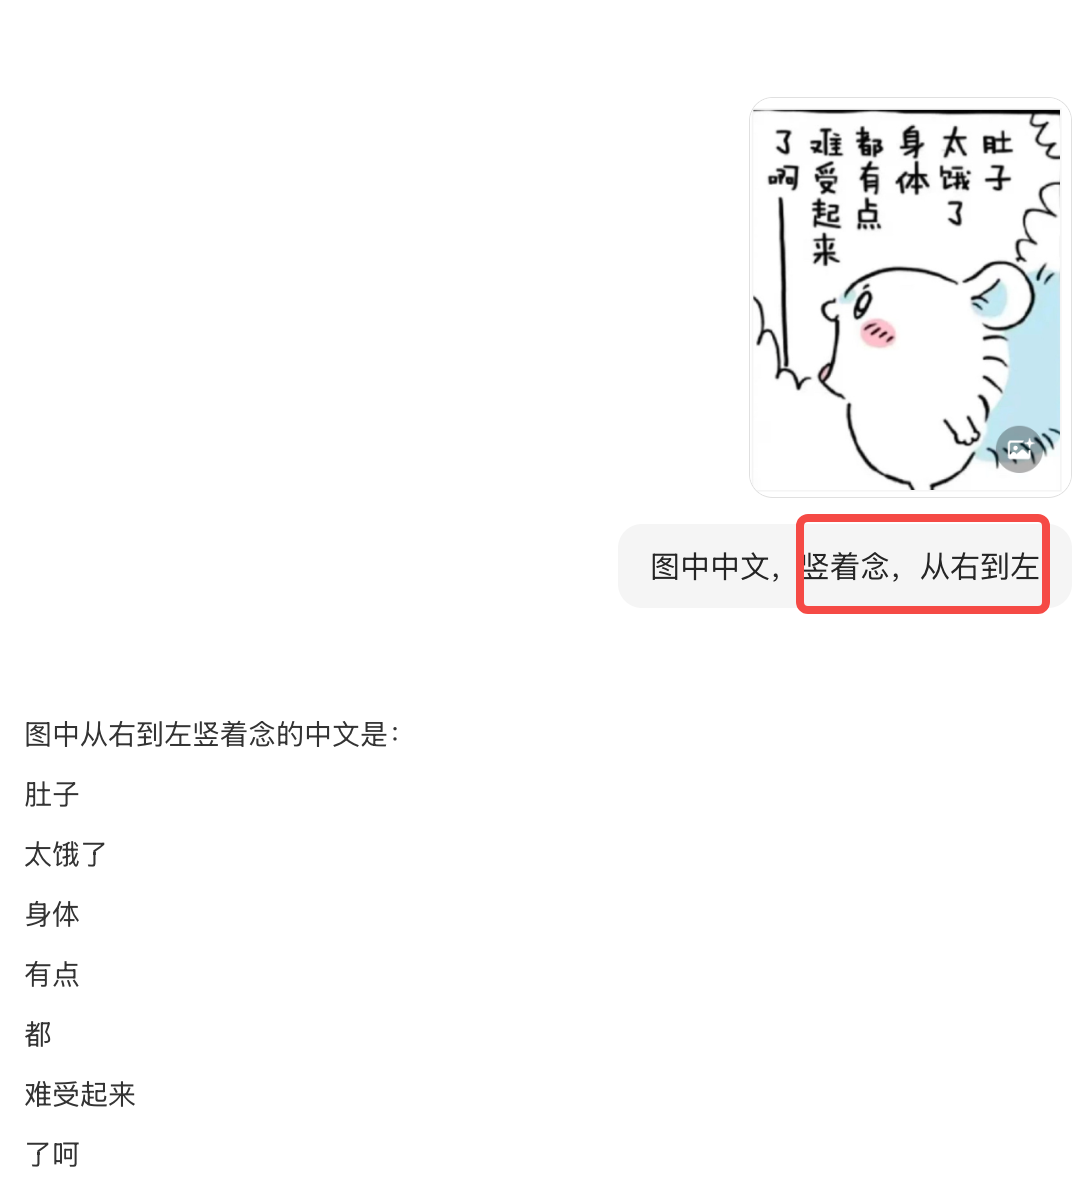 肚子
太饿了
身体
都有点
难受起来
了啊
图中中文，竖着念，从右到左
图中从右到左竖着念的中文是：
肚子
太饿了
身体
有点
都
难受起来
了呵